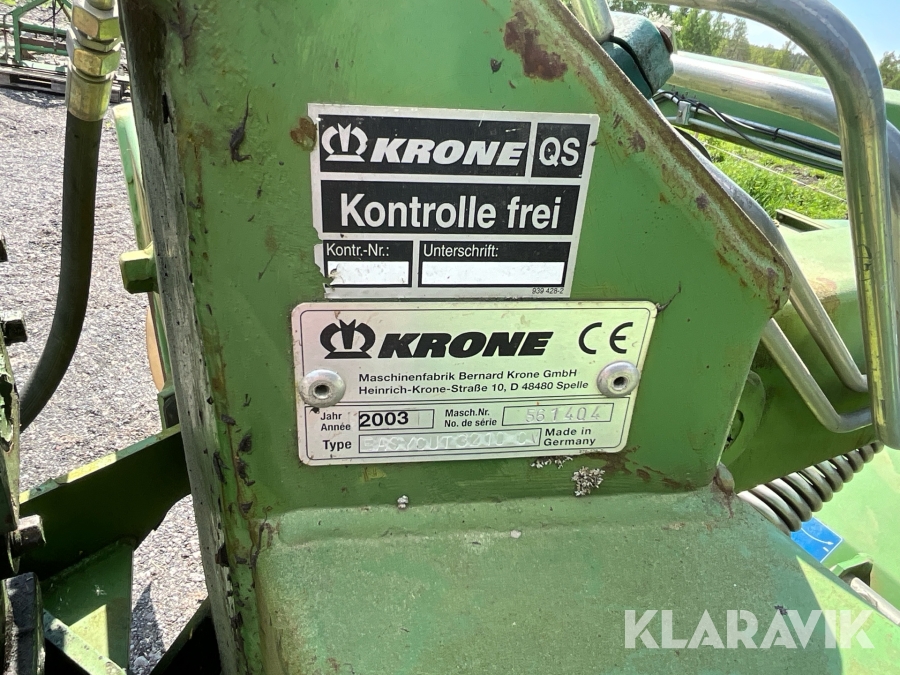 KRONE QS
Kontrolle frei
Kontr.-Nr.: Unterschrift:
939 428-2
KRONE CE
Maschinenfabrik Bernard Krone GmbH
Heinrich-Krone-Straße 10, D 48480 Spelle
Jahr Année 2003 Masch.Nr. No. de série 561404
Type Made in Germany
KLARAVIK